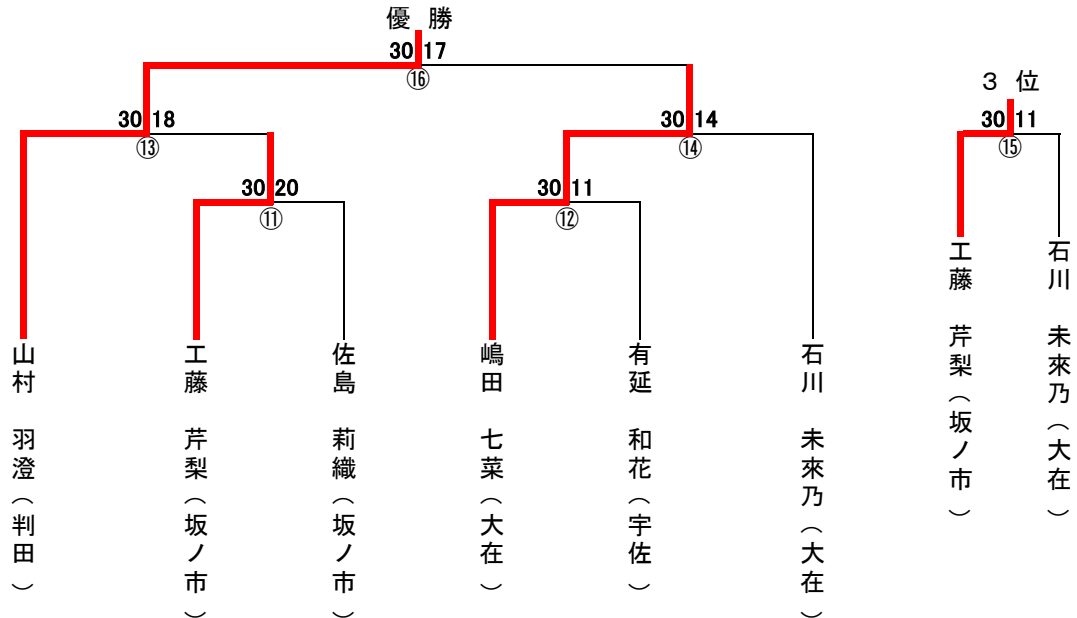 優 勝
30 17
⑯
３ 位
30 18
⑬
30 14
⑭
30 11
⑮
30 20
⑪
30 11
⑫
山村 羽澄（判田）
工藤 芹梨（坂ノ市）
佐島 莉織（坂ノ市）
嶋田 七菜（大在）
有延 和花（宇佐）
石川 未來乃（大在）
工藤 芹梨（坂ノ市）
石川 未來乃（大在）